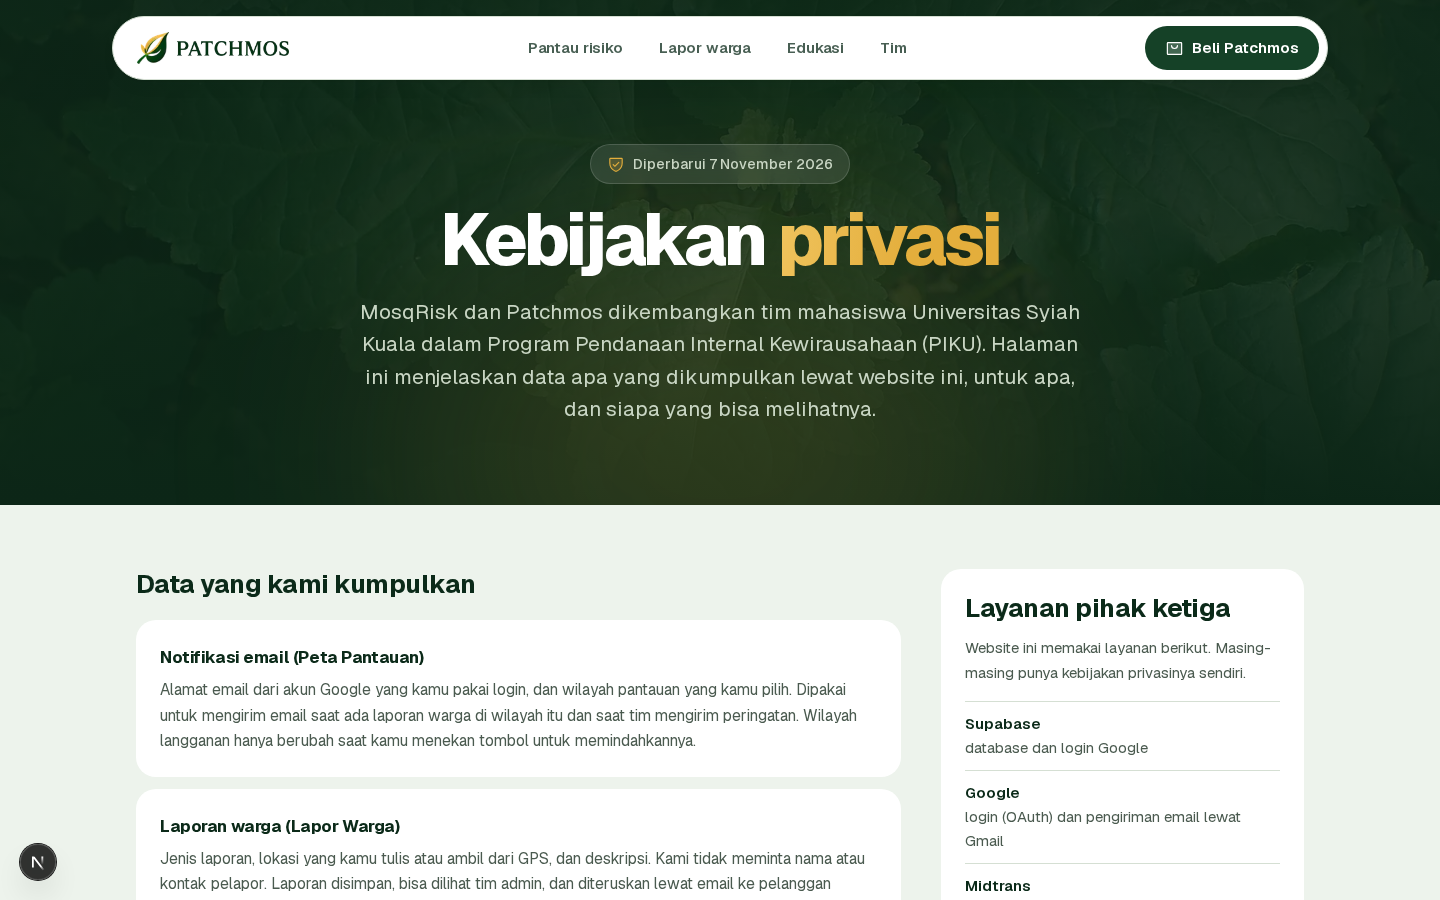 PATCHMOS
Pantau risiko
Lapor warga
Edukasi
Tim
Beli Patchmos
Diperbarui 7 November 2026
Kebijakan privasi
MosqRisk dan Patchmos dikembangkan tim mahasiswa Universitas Syiah
Kuala dalam Program Pendanaan Internal Kewirausahaan (PIKU). Halaman
ini menjelaskan data apa yang dikumpulkan lewat website ini, untuk apa,
dan siapa yang bisa melihatnya.
Data yang kami kumpulkan
Notifikasi email (Peta Pantauan)
Alamat email dari akun Google yang kamu pakai login, dan wilayah pantauan yang kamu pilih. Dipakai
untuk mengirim email saat ada laporan warga di wilayah itu dan saat tim mengirim peringatan. Wilayah
langganan hanya berubah saat kamu menekan tombol untuk memindahkannya.
Laporan warga (Lapor Warga)
Jenis laporan, lokasi yang kamu tulis atau ambil dari GPS, dan deskripsi. Kami tidak meminta nama atau
kontak pelapor. Laporan disimpan, bisa dilihat tim admin, dan diteruskan lewat email ke pelanggan
Layanan pihak ketiga
Website ini memakai layanan berikut. Masing-
masing punya kebijakan privasinya sendiri.
Supabase
database dan login Google
Google
login (OAuth) dan pengiriman email lewat
Gmail
Midtrans
N